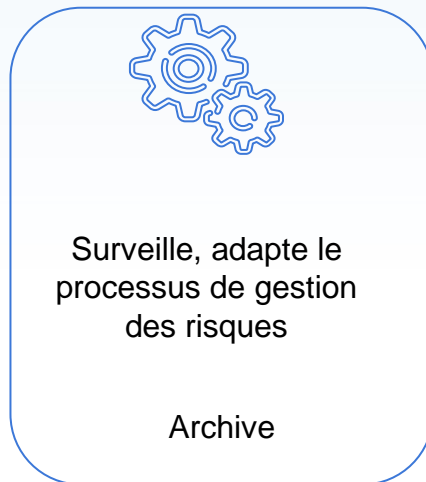 Surveille, adapte le
processus de gestion
des risques
Archive